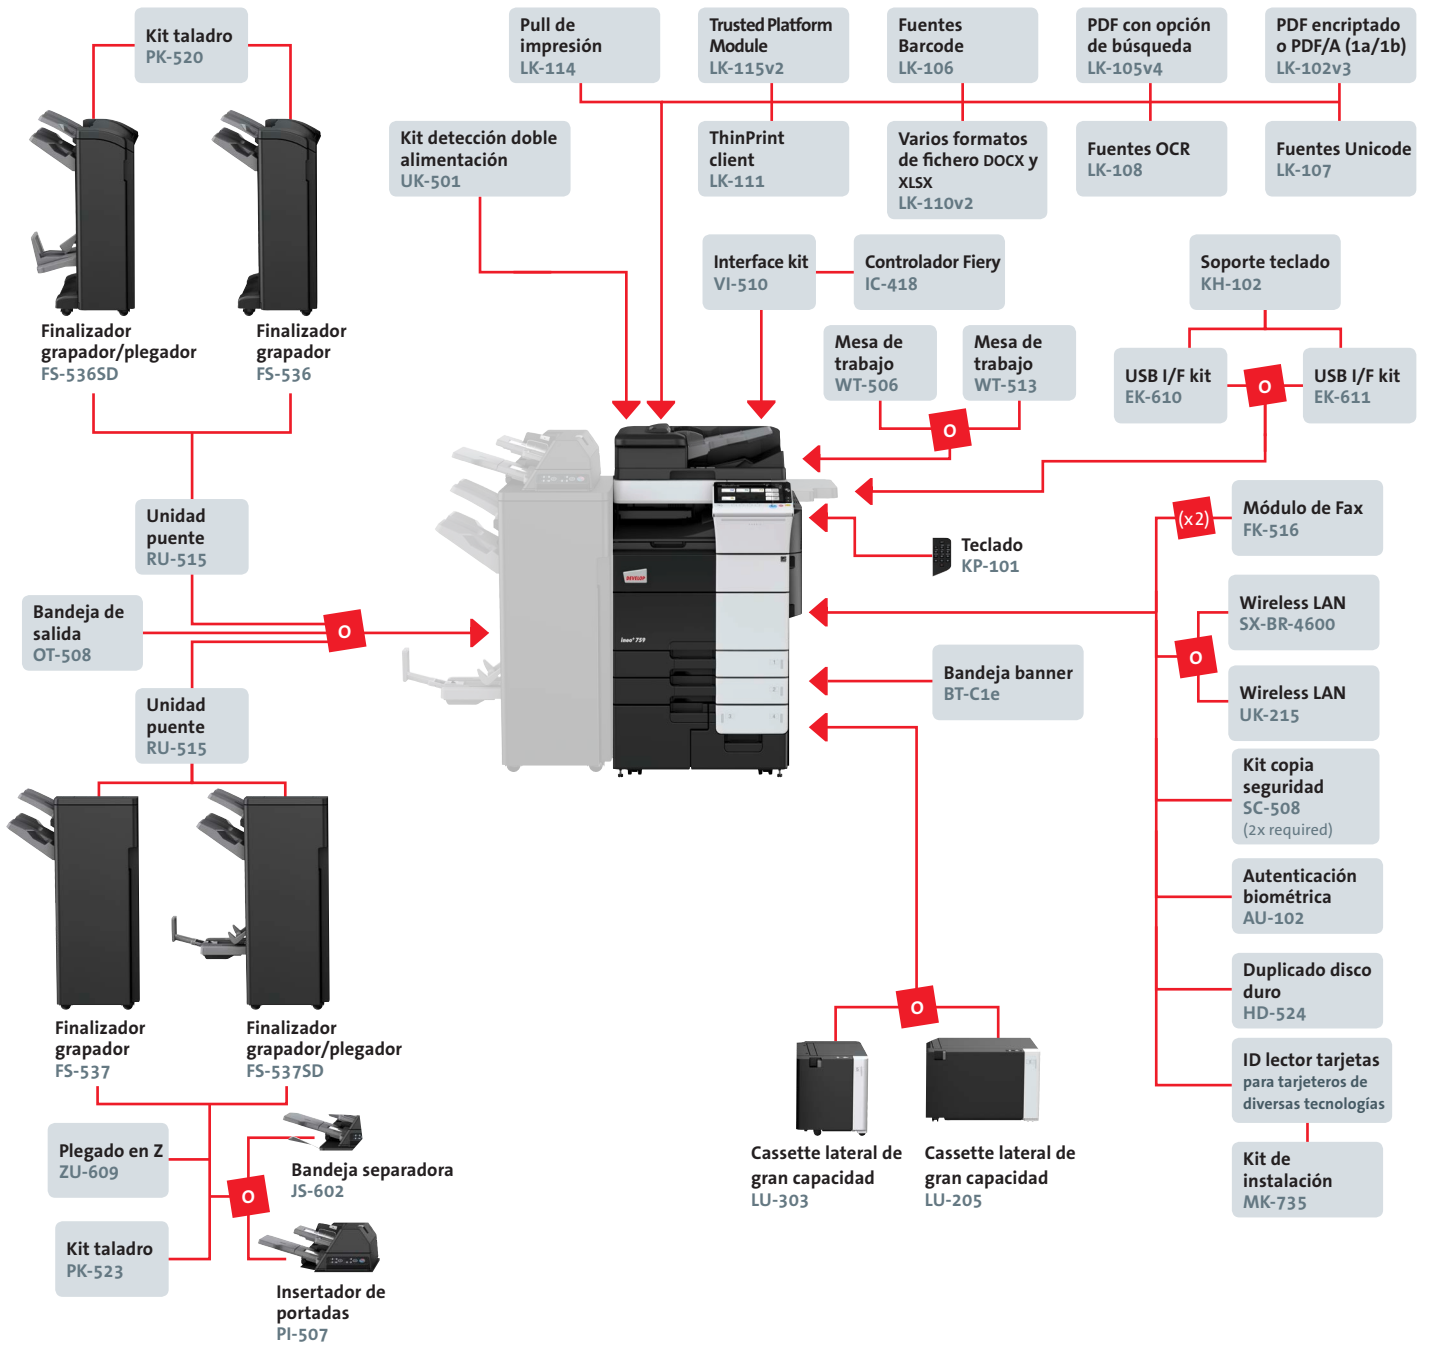 Kit taladro
PK-520
Pull de
impresión
LK-114
Trusted Platform
Module
LK-115v2
Fuentes
Barcode
LK-106
PDF con opción
de búsqueda
LK-105v4
PDF encriptado
o PDF/A (1a/1b)
LK-102v3
Kit detección doble
alimentación
UK-501
ThinPrint
client
LK-111
Varios formatos
de fichero DOCX y
XLSX
LK-110v2
Fuentes OCR
LK-108
Fuentes Unicode
LK-107
Interface kit
VI-510
Controlador Fiery
IC-418
Soporte teclado
KH-102
Finalizador
grapador/plegador
FS-536SD
Finalizador
grapador
FS-536
Mesa de
trabajo
WT-506
Mesa de
trabajo
WT-513
O
USB I/F kit
EK-610
O
USB I/F kit
EK-611
Unidad
puente
RU-515
Teclado
KP-101
(x2)
Módulo de Fax
FK-516
DEVELOP
ineo+ 759
Bandeja de
salida
OT-508
O
Wireless LAN
SX-BR-4600
O
Wireless LAN
UK-215
Bandeja banner
BT-C1e
Unidad
puente
RU-515
Kit copia
seguridad
SC-508
(2x required)
Autenticación
biométrica
AU-102
Duplicado disco
duro
HD-524
ID lector tarjetas
para tarjeteros de
diversas tecnologías
Kit de
instalación
MK-735
Finalizador
grapador
FS-537
Finalizador
grapador/plegador
FS-537SD
O
Cassette lateral de
gran capacidad
LU-303
Cassette lateral de
gran capacidad
LU-205
Plegado en Z
ZU-609
Bandeja separadora
JS-602
O
Kit taladro
PK-523
Insertador de
portadas
PI-507